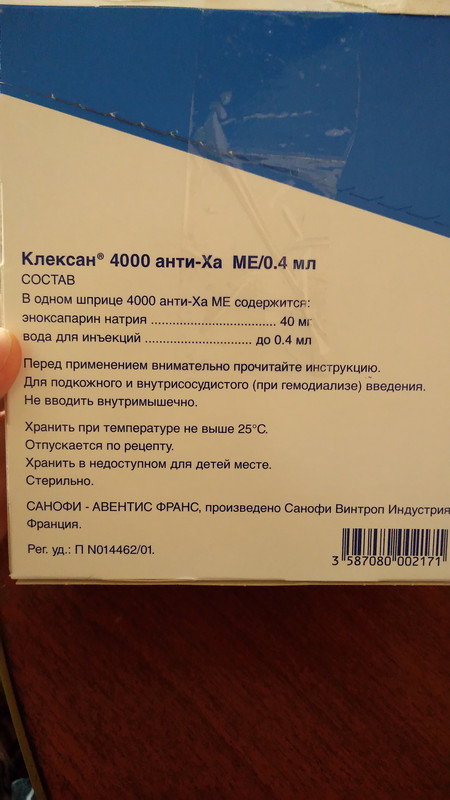 Клексан® 4000 анти-Ха МЕ/0.4 мл
СОСТАВ
В одном шприце 4000 анти-Ха МЕ содержится:
эноксапарин натрия ................................. 40 мг
вода для инъекций ................................ до 0.4 мл
Перед применением внимательно прочитайте инструкцию.
Для подкожного и внутрисосудистого (при гемодиализе) введения.
Не вводить внутримышечно.
Хранить при температуре не выше 25°С.
Отпускается по рецепту.
Хранить в недоступном для детей месте.
Стерильно.
САНОФИ - АВЕНТИС ФРАНС, произведено Санофи Винтроп Индустрия
Франция.
Рег. уд.: П N014462/01.
3 587080 002171